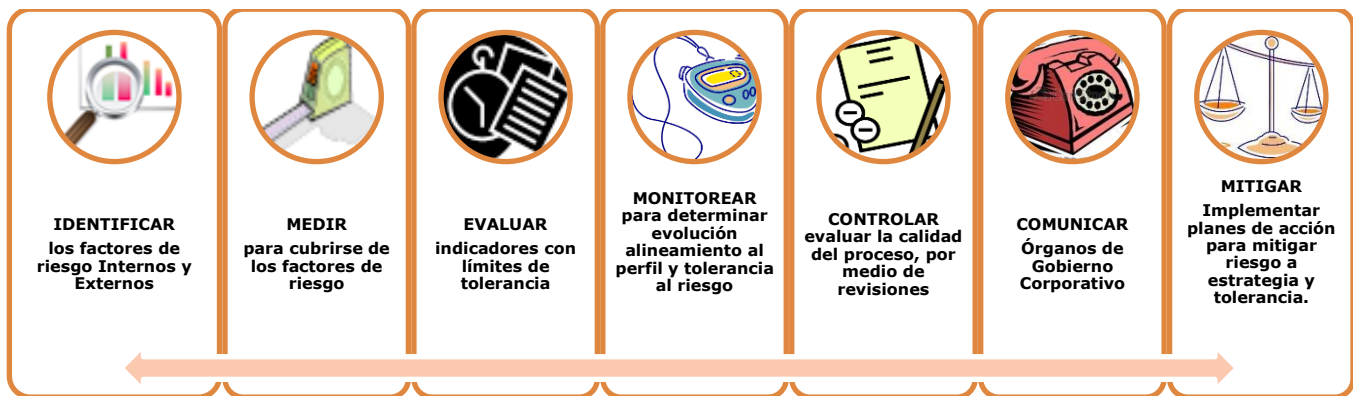 IDENTIFICAR
los factores de
riesgo Internos y
Externos
MEDIR
para cubrirse de
los factores de
riesgo
EVALUAR
indicadores con
límites de
tolerancia
MONITOREAR
para determinar
evolución
alineamiento al
perfil y tolerancia
al riesgo
CONTROLAR
evaluar la calidad
del proceso, por
medio de
revisiones
COMUNICAR
Órganos de
Gobierno
Corporativo
MITIGAR
Implementar
planes de acción
para mitigar
riesgo a
estrategia y
tolerancia.